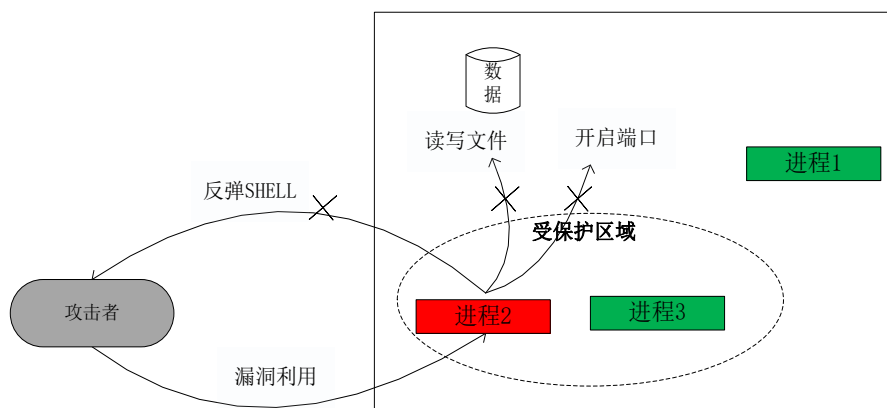 数
据
读写文件
开启端口
进程1
反弹SHELL
受保护区域
攻击者
进程2
进程3
漏洞利用